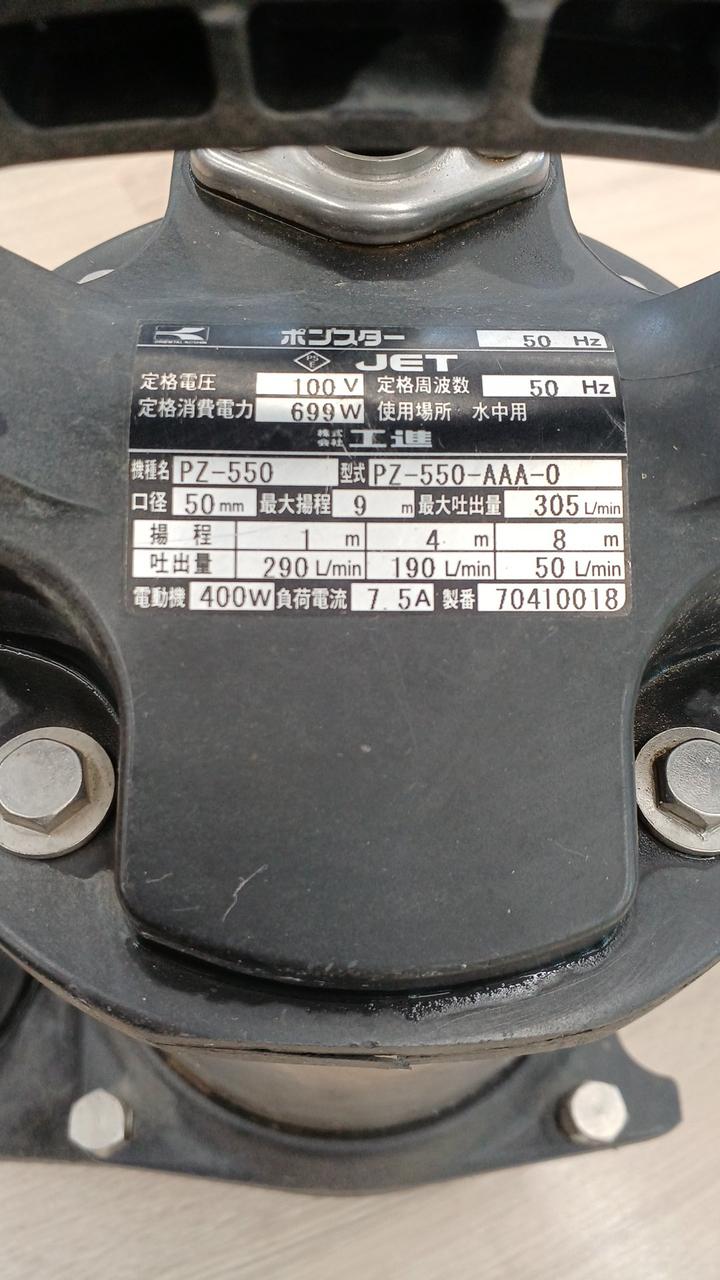 ポンスター 50 Hz
PS E JET
定格電圧 100 V 定格周波数 50 Hz
定格消費電力 699W 使用場所 水中用
株式会社 工進
機種名 PZ-550 型式 PZ-550-AAA-0
口径 50mm 最大揚程 9 m 最大吐出量 305 L/min
揚 程 1 m 4 m 8 m
吐出量 290 L/min 190 L/min 50 L/min
電動機 400W 負荷電流 7.5A 製番 70410018